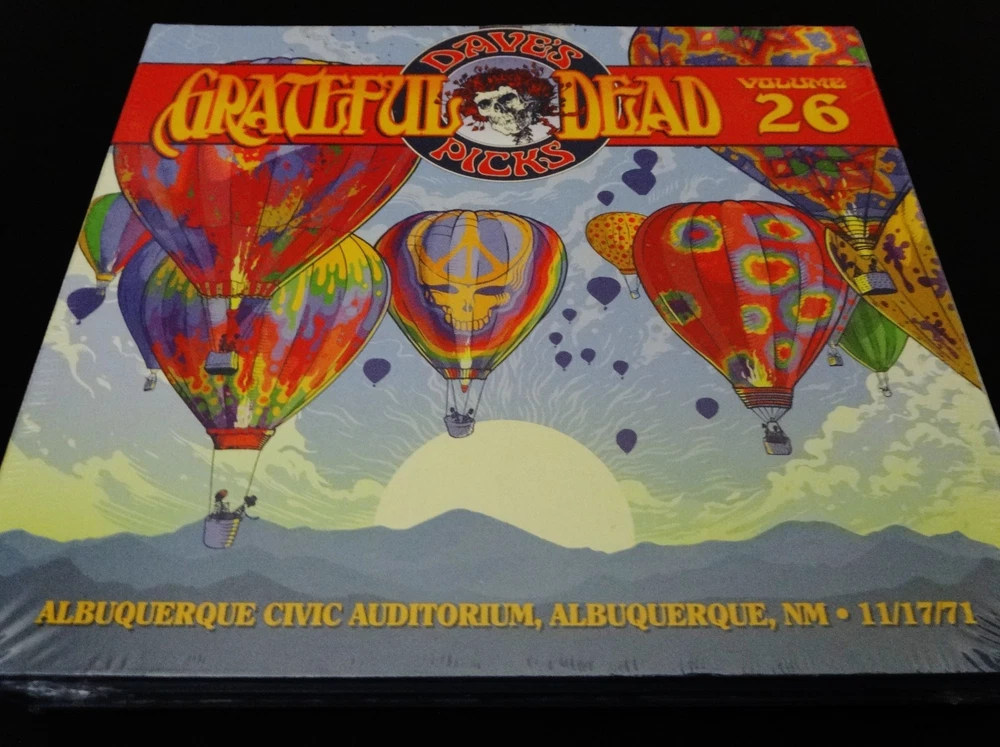 DAVE'S
GRATEFUL DEAD
PICKS
VOLUME
26
ALBUQUERQUE CIVIC AUDITORIUM, ALBUQUERQUE, NM • 11/17/71